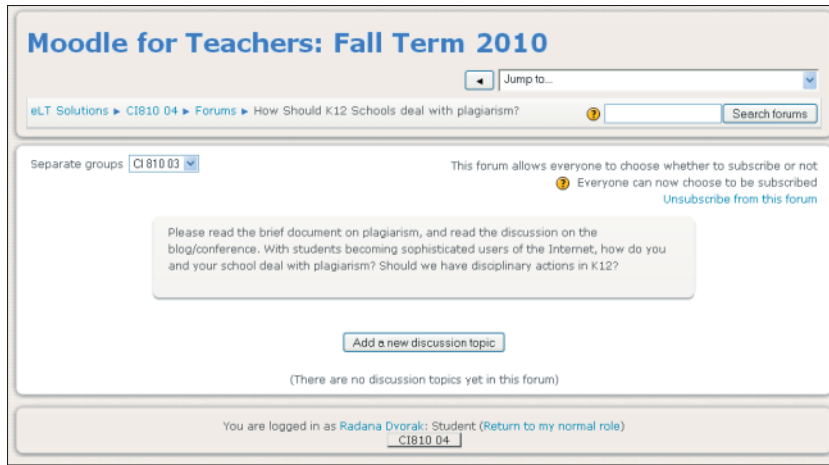 Moodle for Teachers: Fall Term 2010
Jump to...
eLT Solutions ► CI810 04 ► Forums ► How Should K12 Schools deal with plagiarism?
Search forums
Separate groups CI 810 03
This forum allows everyone to choose whether to subscribe or not
Everyone can now choose to be subscribed
Unsubscribe from this forum
Please read the brief document on plagiarism, and read the discussion on the
blog/conference. With students becoming sophisticated users of the Internet, how do you
and your school deal with plagiarism? Should we have disciplinary actions in K12?
Add a new discussion topic
(There are no discussion topics yet in this forum)
You are logged in as Radana Dvorak: Student (Return to my normal role)
CI810 04